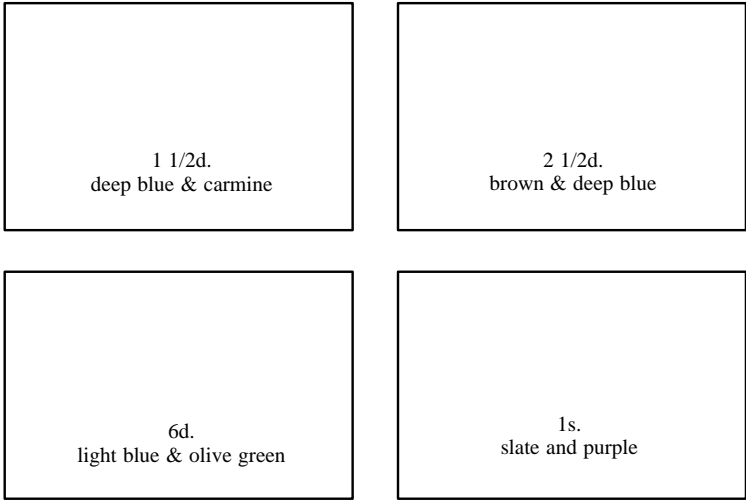 1 1/2d.
deep blue & carmine
2 1/2d.
brown & deep blue
6d.
light blue & olive green
1s.
slate and purple